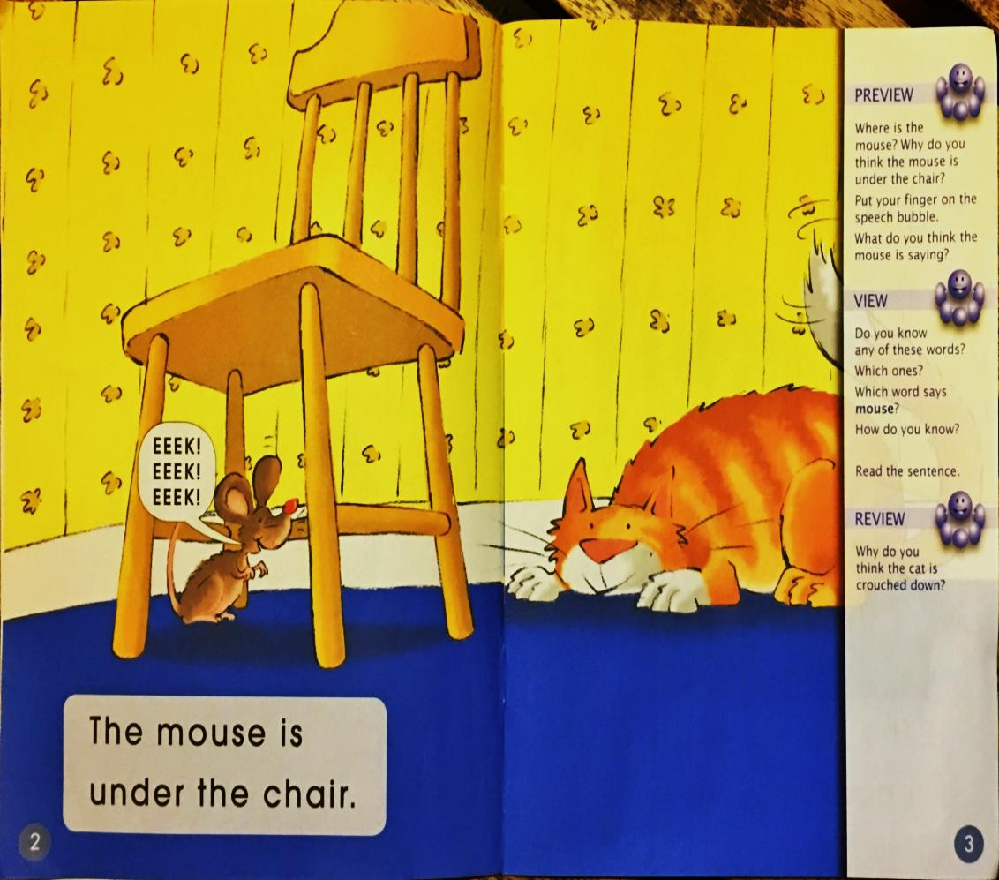 EEEK!
EEEK!
EEEK!
The mouse is
under the chair.
2
PREVIEW
Where is the
mouse? Why do you
think the mouse is
under the chair?
Put your finger on the
speech bubble.
What do you think the
mouse is saying?
VIEW
Do you know
any of these words?
Which ones?
Which word says
mouse?
How do you know?
Read the sentence.
REVIEW
Why do you
think the cat is
crouched down?
3